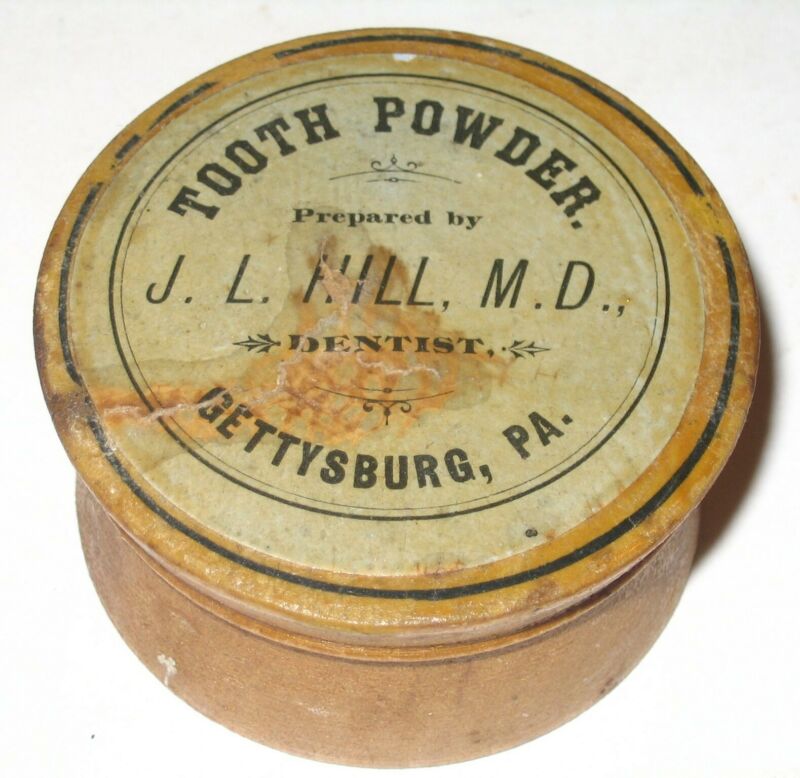 TOOTH POWDER.
Prepared by
J. L. HILL, M.D.,
DENTIST,
GETTYSBURG, PA.